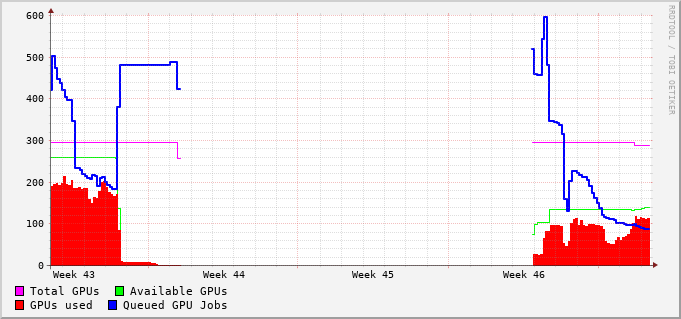 600
500
400
300
200
100
0
Week 43 Week 44 Week 45 Week 46
Total GPUs Available GPUs
GPUs used Queued GPU Jobs
RRDTOOL / TOBI OETIKER